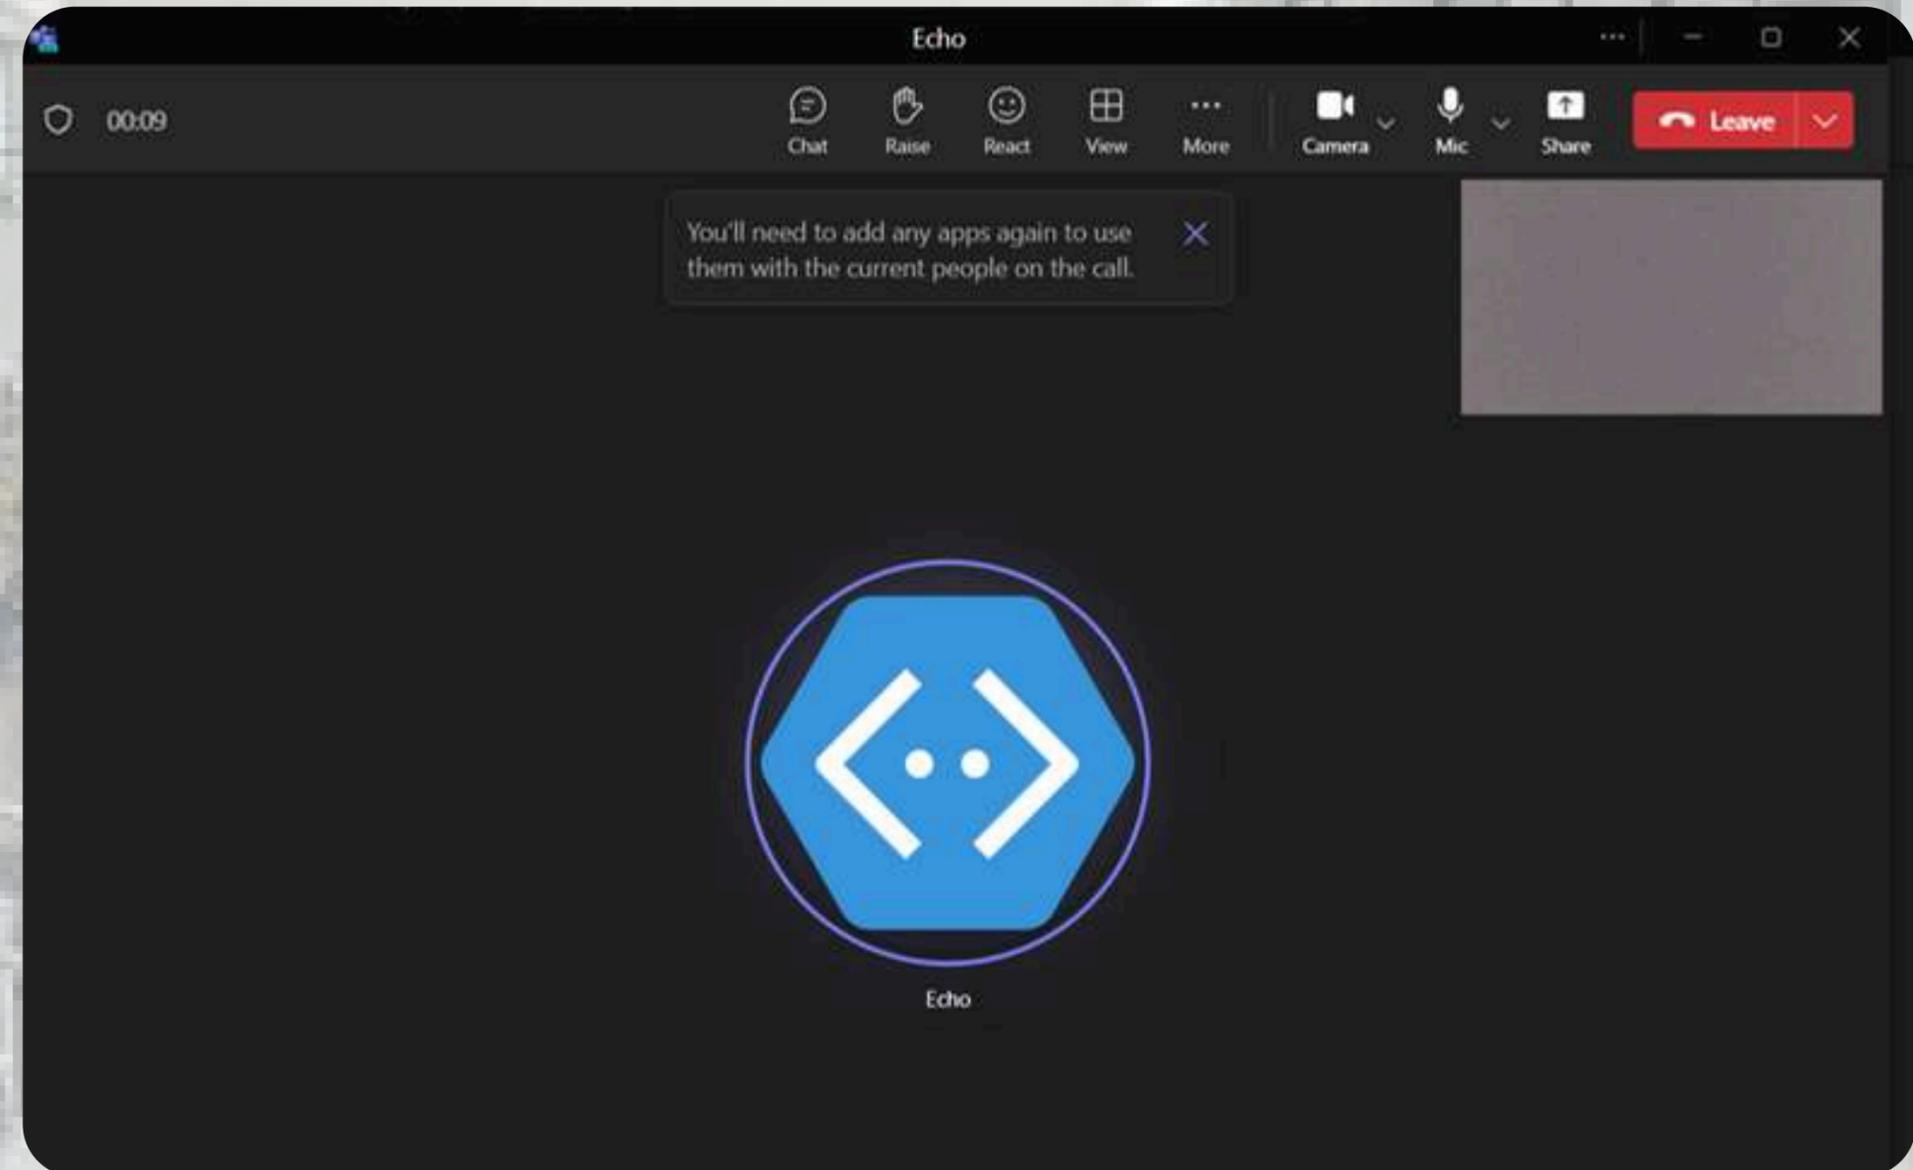 Echo
00:09
Chat
Raise
React
View
More
Camera
Mic
Share
Leave
You'll need to add any apps again to use
them with the current people on the call.
Echo